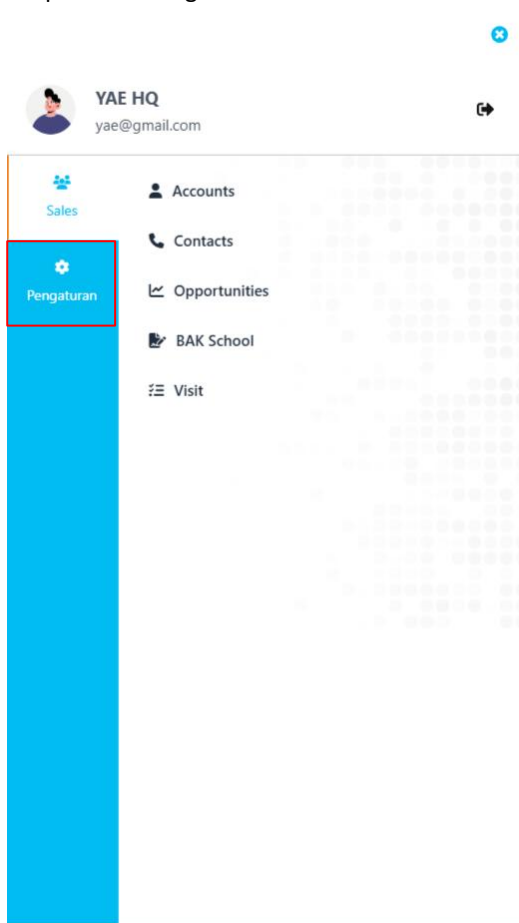 YAE HQ
yae@gmail.com
Sales
Accounts
Contacts
Pengaturan
Opportunities
BAK School
Visit